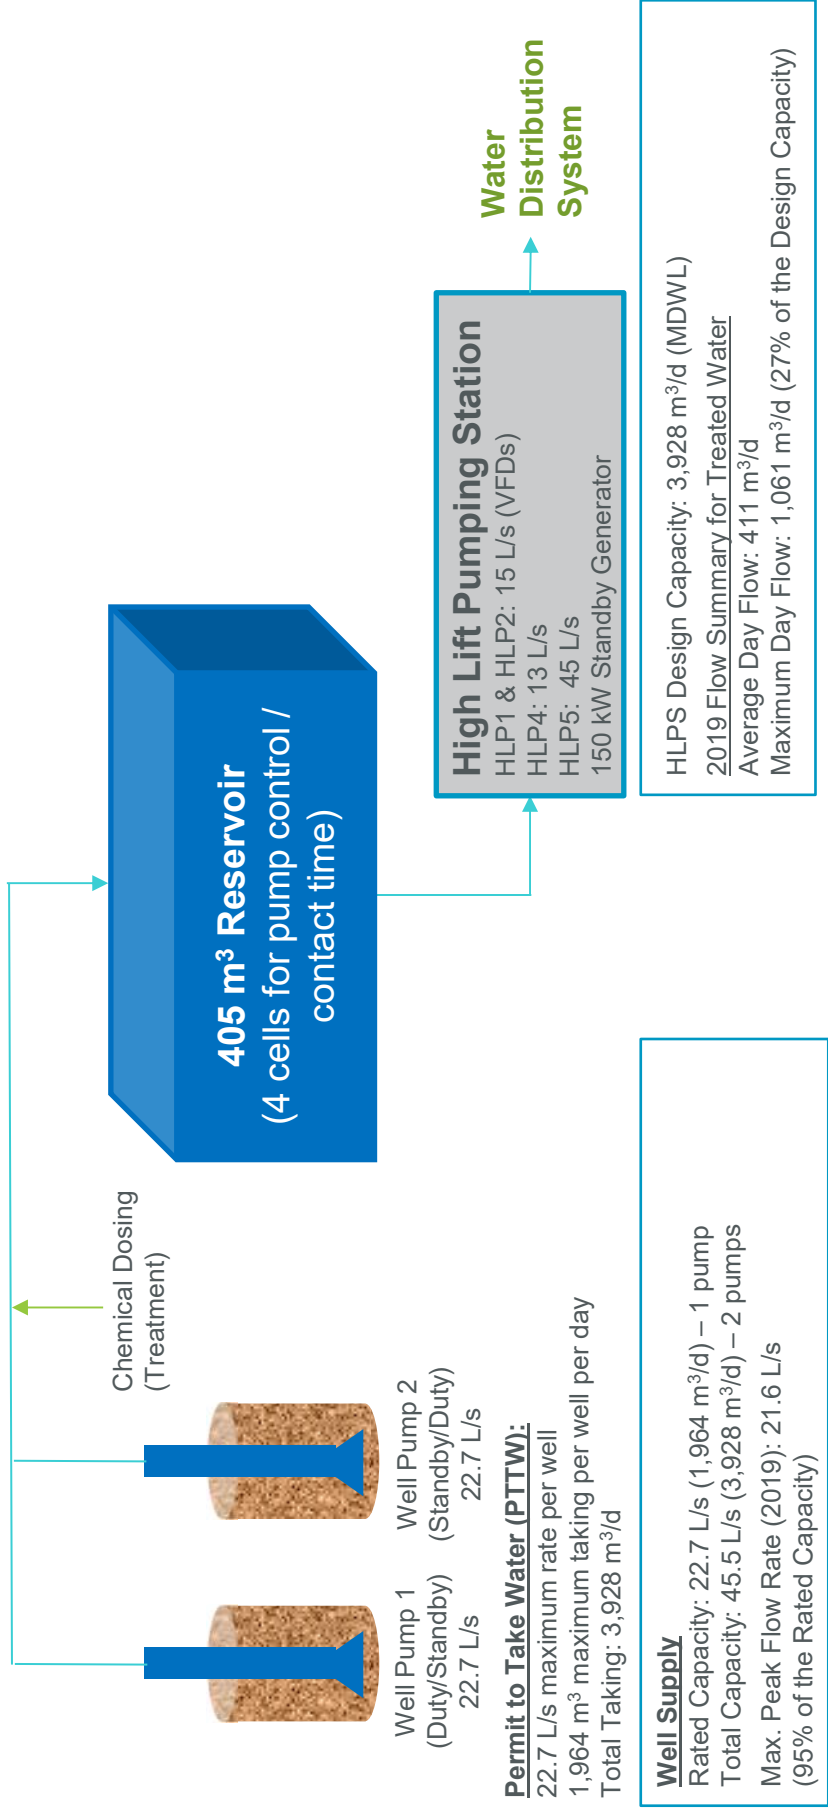 Chemical Dosing
(Treatment)
Well Pump 1
(Duty/Standby)
22.7 L/s
Well Pump 2
(Standby/Duty)
22.7 L/s
405 m³ Reservoir
(4 cells for pump control /
contact time)
High Lift Pumping Station
HLP1 & HLP2: 15 L/s (VFDs)
HLP4: 13 L/s
HLP5:  45 L/s
150 kW Standby Generator
Water
Distribution
System
Permit to Take Water (PTTW):
22.7 L/s maximum rate per well
1,964 m³ maximum taking per well per day
Total Taking: 3,928 m³/d
Well Supply
Rated Capacity: 22.7 L/s (1,964 m³/d) – 1 pump
Total Capacity: 45.5 L/s (3,928 m³/d) – 2 pumps
Max. Peak Flow Rate (2019): 21.6 L/s
(95% of the Rated Capacity)
HLPS Design Capacity: 3,928 m³/d (MDWL)
2019 Flow Summary for Treated Water
Average Day Flow: 411 m³/d
Maximum Day Flow: 1,061 m³/d (27% of the Design Capacity)